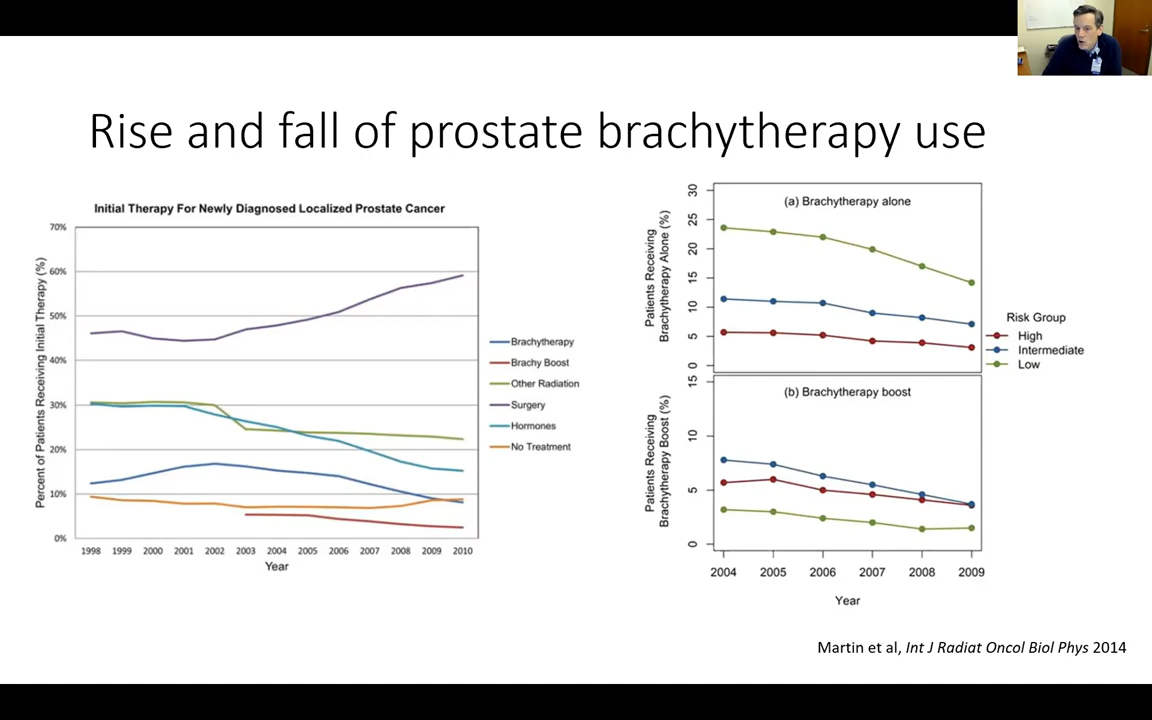 Rise and fall of prostate brachytherapy use
Initial Therapy For Newly Diagnosed Localized Prostate Cancer
Percent of Patients Receiving Initial Therapy (%)
70%
60%
50%
40%
30%
20%
10%
0%
1998 1999 2000 2001 2002 2003 2004 2005 2006 2007 2008 2009 2010
Year
Brachytherapy
Brachy Boost
Other Radiation
Surgery
Hormones
No Treatment
(a) Brachytherapy alone
Patients Receiving
Brachytherapy Alone (%)
30
25
20
15
10
5
0
(b) Brachytherapy boost
Patients Receiving
Brachytherapy Boost (%)
15
10
5
0
2004 2005 2006 2007 2008 2009
Year
Risk Group
High
Intermediate
Low
Martin et al, Int J Radiat Oncol Biol Phys 2014